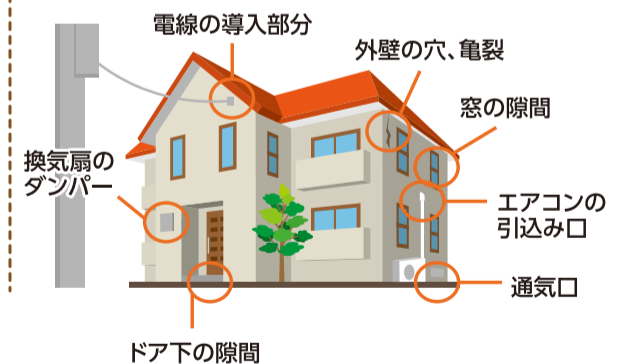 電線の導入部分
外壁の穴、亀裂
窓の隙間
換気扇の
ダンパー
エアコンの
引込み口
通気口
ドア下の隙間